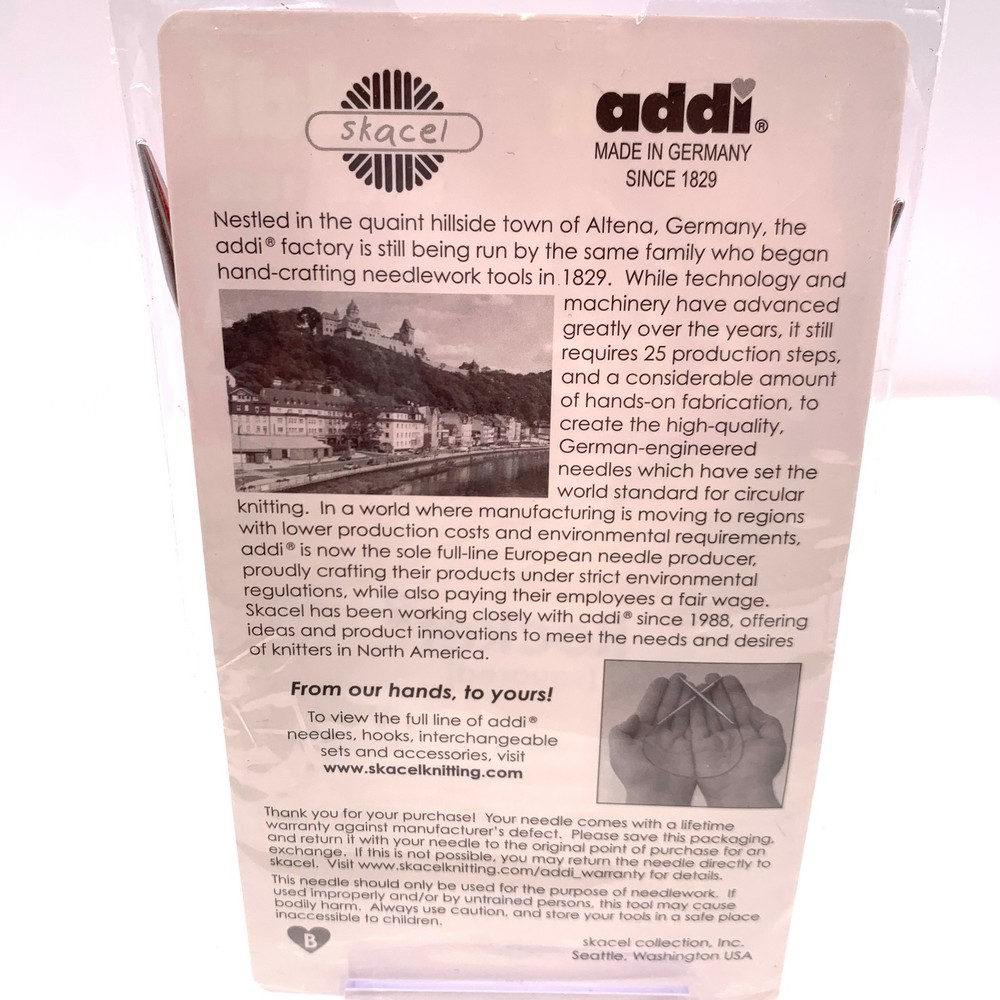 skacel
addi®
MADE IN GERMANY
SINCE 1829
Nestled in the quaint hillside town of Altena, Germany, the
addi® factory is still being run by the same family who began
hand-crafting needlework tools in 1829. While technology and
machinery have advanced
greatly over the years, it still
requires 25 production steps,
and a considerable amount
of hands-on fabrication, to
create the high-quality,
German-engineered
needles which have set the
world standard for circular
knitting. In a world where manufacturing is moving to regions
with lower production costs and environmental requirements,
addi® is now the sole full-line European needle producer,
proudly crafting their products under strict environmental
regulations, while also paying their employees a fair wage.
Skacel has been working closely with addi® since 1988, offering
ideas and product innovations to meet the needs and desires
of knitters in North America.
From our hands, to yours!
To view the full line of addi®
needles, hooks, interchangeable
sets and accessories, visit
www.skacelknitting.com
Thank you for your purchase! Your needle comes with a lifetime
warranty against manufacturer's defect. Please save this packaging,
and return it with your needle to the original point of purchase for an
exchange. If this is not possible, you may return the needle directly to
skacel. Visit www.skacelknitting.com/addi_warranty for details.
This needle should only be used for the purpose of needlework. If
used improperly and/or by untrained persons, this tool may cause
bodily harm. Always use caution, and store your tools in a safe place
inaccessible to children.
B
skacel collection, Inc.
Seattle, Washington USA